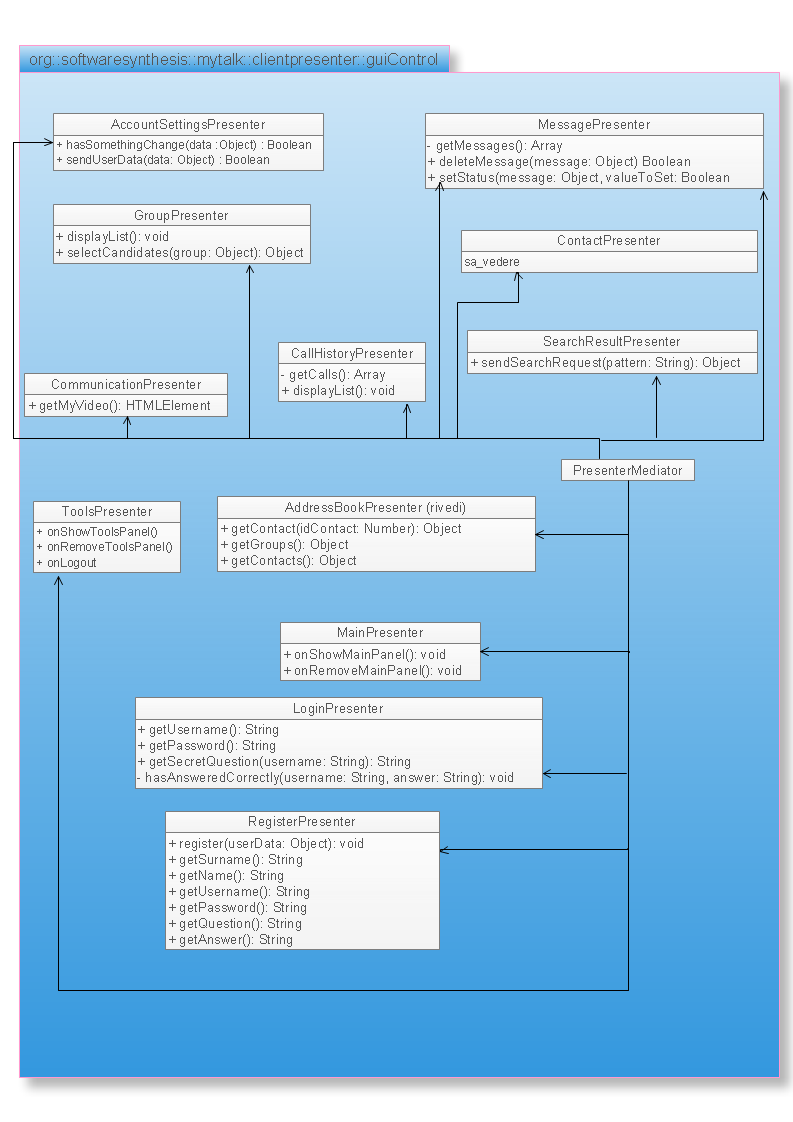 org::softwaresynthesis::mytalk::clientpresenter::guiControl
AccountSettingsPresenter
+ hasSomethingChange(data :Object) : Boolean
+ sendUserData(data: Object) : Boolean
MessagePresenter
- getMessages(): Array
+ deleteMessage(message: Object) Boolean
+ setStatus(message: Object, valueToSet: Boolean
GroupPresenter
+ displayList(): void
+ selectCandidates(group: Object): Object
ContactPresenter
sa_vedere
CallHistoryPresenter
- getCalls(): Array
+ displayList(): void
SearchResultPresenter
+ sendSearchRequest(pattern: String): Object
CommunicationPresenter
+ getMyVideo(): HTMLElement
PresenterMediator
ToolsPresenter
+ onShowToolsPanel()
+ onRemoveToolsPanel()
+ onLogout
AddressBookPresenter (rivedi)
+ getContact(idContact: Number): Object
+ getGroups(): Object
+ getContacts(): Object
MainPresenter
+ onShowMainPanel(): void
+ onRemoveMainPanel(): void
LoginPresenter
+ getUsername(): String
+ getPassword(): String
+ getSecretQuestion(username: String): String
- hasAnsweredCorrectly(username: String, answer: String): void
RegisterPresenter
+ register(userData: Object): void
+ getSurname(): String
+ getName(): String
+ getUsername(): String
+ getPassword(): String
+ getQuestion(): String
+ getAnswer(): String